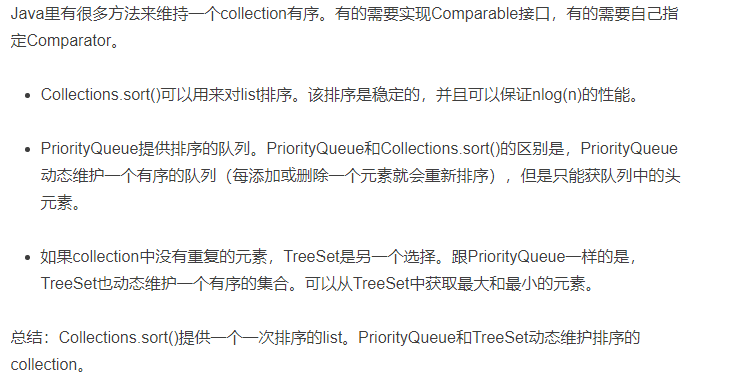 Java里有很多方法来维持一个collection有序。有的需要实现Comparable接口，有的需要自己指
定Comparator。
Collections.sort()可以用来对list排序。该排序是稳定的，并且可以保证nlog(n)的性能。
PriorityQueue提供排序的队列。PriorityQueue和Collections.sort()的区别是，PriorityQueue
动态维护一个有序的队列（每添加或删除一个元素就会重新排序），但是只能获队列中的头
元素。
如果collection中没有重复的元素，TreeSet是另一个选择。跟PriorityQueue一样的是，
TreeSet也动态维护一个有序的集合。可以从TreeSet中获取最大和最小的元素。
总结：Collections.sort()提供一个一次排序的list。PriorityQueue和TreeSet动态维护排序的
collection。